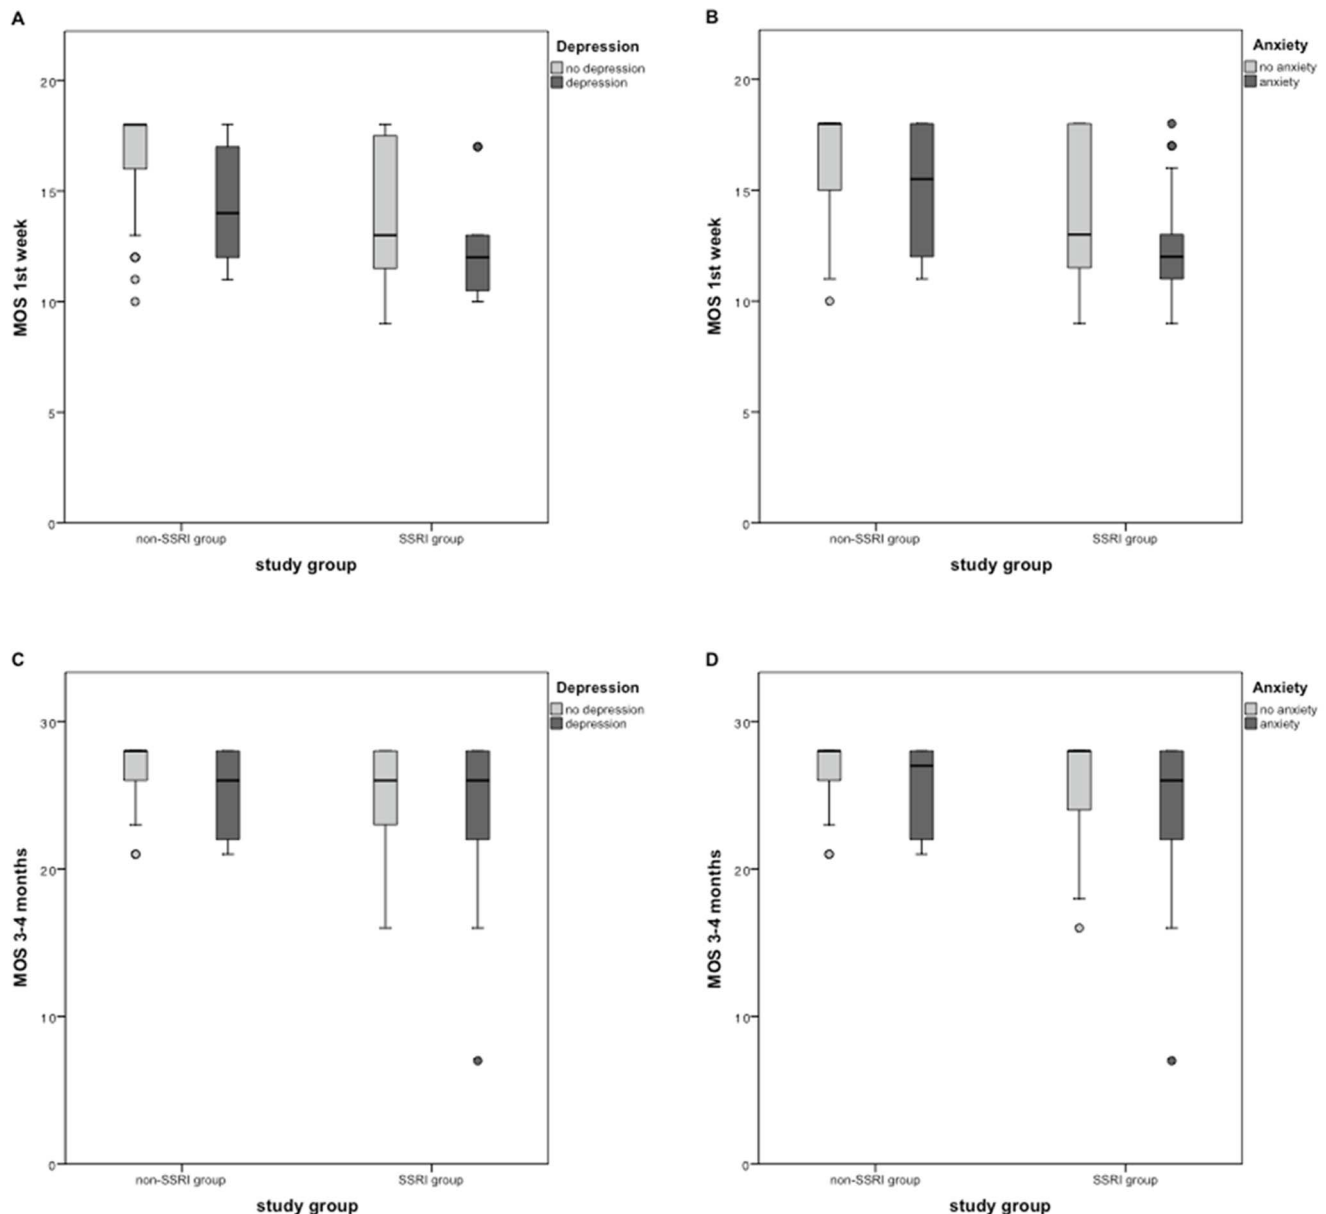 A
Depression
no depression
depression
20
15
10
5
0
MOS 1st week
non-SSRI group
SSRI group
study group
B
Anxiety
no anxiety
anxiety
20
15
10
5
0
MOS 1st week
non-SSRI group
SSRI group
study group
C
Depression
no depression
depression
30
20
10
0
MOS 3-4 months
non-SSRI group
SSRI group
study group
D
Anxiety
no anxiety
anxiety
30
20
10
0
MOS 3-4 months
non-SSRI group
SSRI group
study group